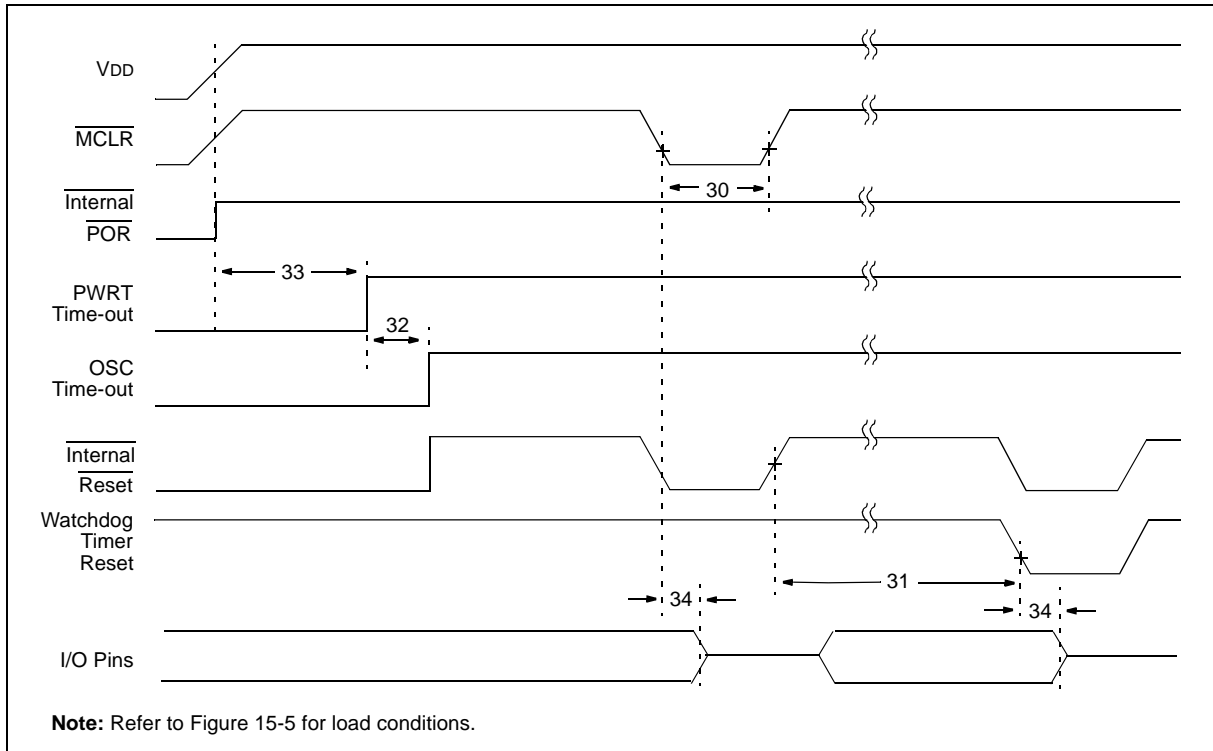 VDD
MCLR
Internal
POR
30
33
PWRT
Time-out
32
OSC
Time-out
Internal
Reset
Watchdog
Timer
Reset
31
34
34
I/O Pins
Note: Refer to Figure 15-5 for load conditions.